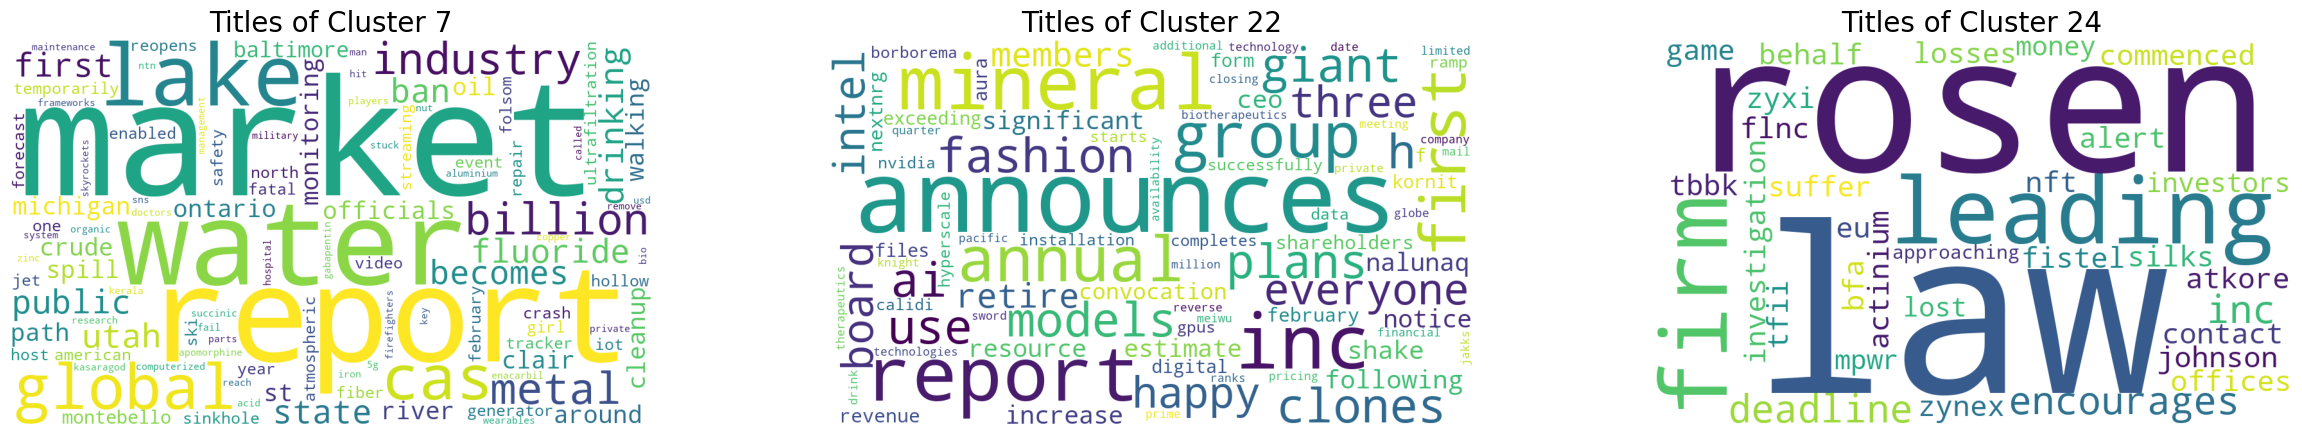 Titles of Cluster 7
maintenance
reopens
baltimore
man
industry
first
lake
ntn
temporarily
frameworks
monitoring
hit
ban
oil
players
nut
folsom
ultrafiltration
drinking
walking
market
forecast
enabled
skyrockets
safety
management
military
north
fatal
stuck
streaming
event
aluminium
repair
called
michigan
sns
doctors
ontario
officials
billion
remove
usd
one
system
organic
crude
water
fluoride
zinc
spill
hospital
gabapentin
video
copper
becomes
bio
jet
kerala
hollow
public
report
path
research
utah
succinic
fail
ski
parts
atmospheric
firefighters
key
february
crash
girl
private
cleanup
host
american
apomorphine
tracker
iot
kasaragod
computerized
reach
year
iron
5g
clair
enacarbil
global
acid
st
fiber
cas
metal
montebello
sinkhole
state
river
generator
wearables
around
Titles of Cluster 22
borborema
members
additional
technology
date
limited
intel
nextnrg
mineral
aura
form
closing
giant
ramp
exceeding
ceo
three
first
quarter
significant
biotherapeutics
starts
meeting
nvidia
fashion
group
successfully
h
f
company
mail
private
kornit
announces
availability
data
globe
board
files
pacific
installation
completes
shareholders
knight
hyperscale
annual
million
plans
nalunaq
ai
therapeutics
calidi
retire
convocation
reverse
everyone
sword
meiwu
february
financial
notice
use
models
gpus
technologies
resource
estimate
inc
shake
jakks
report
drink
digital
ranks
pricing
following
happy
revenue
increase
prime
clones
Titles of Cluster 24
game
behalf
losses
money
commenced
rosen
zyxi
flnc
alert
firm
tbbk
investigation
suffer
leading
nft
investors
law
eu
approaching
fistel
silks
tfii
bfa
actinium
lost
atkore
inc
contact
mpwr
johnson
offices
deadline
zynex
encourages